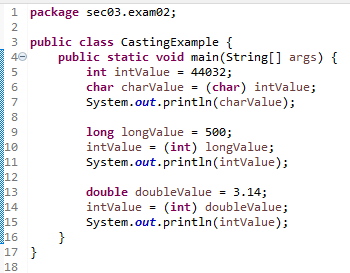 1 package sec03.exam02;
2
3 public class CastingExample {
4 public static void main(String[] args) {
5 int intValue = 44032;
6 char charValue = (char) intValue;
7 System.out.println(charValue);
8
9 long longValue = 500;
10 intValue = (int) longValue;
11 System.out.println(intValue);
12
13 double doubleValue = 3.14;
14 intValue = (int) doubleValue;
15 System.out.println(intValue);
16 }
17 }
18